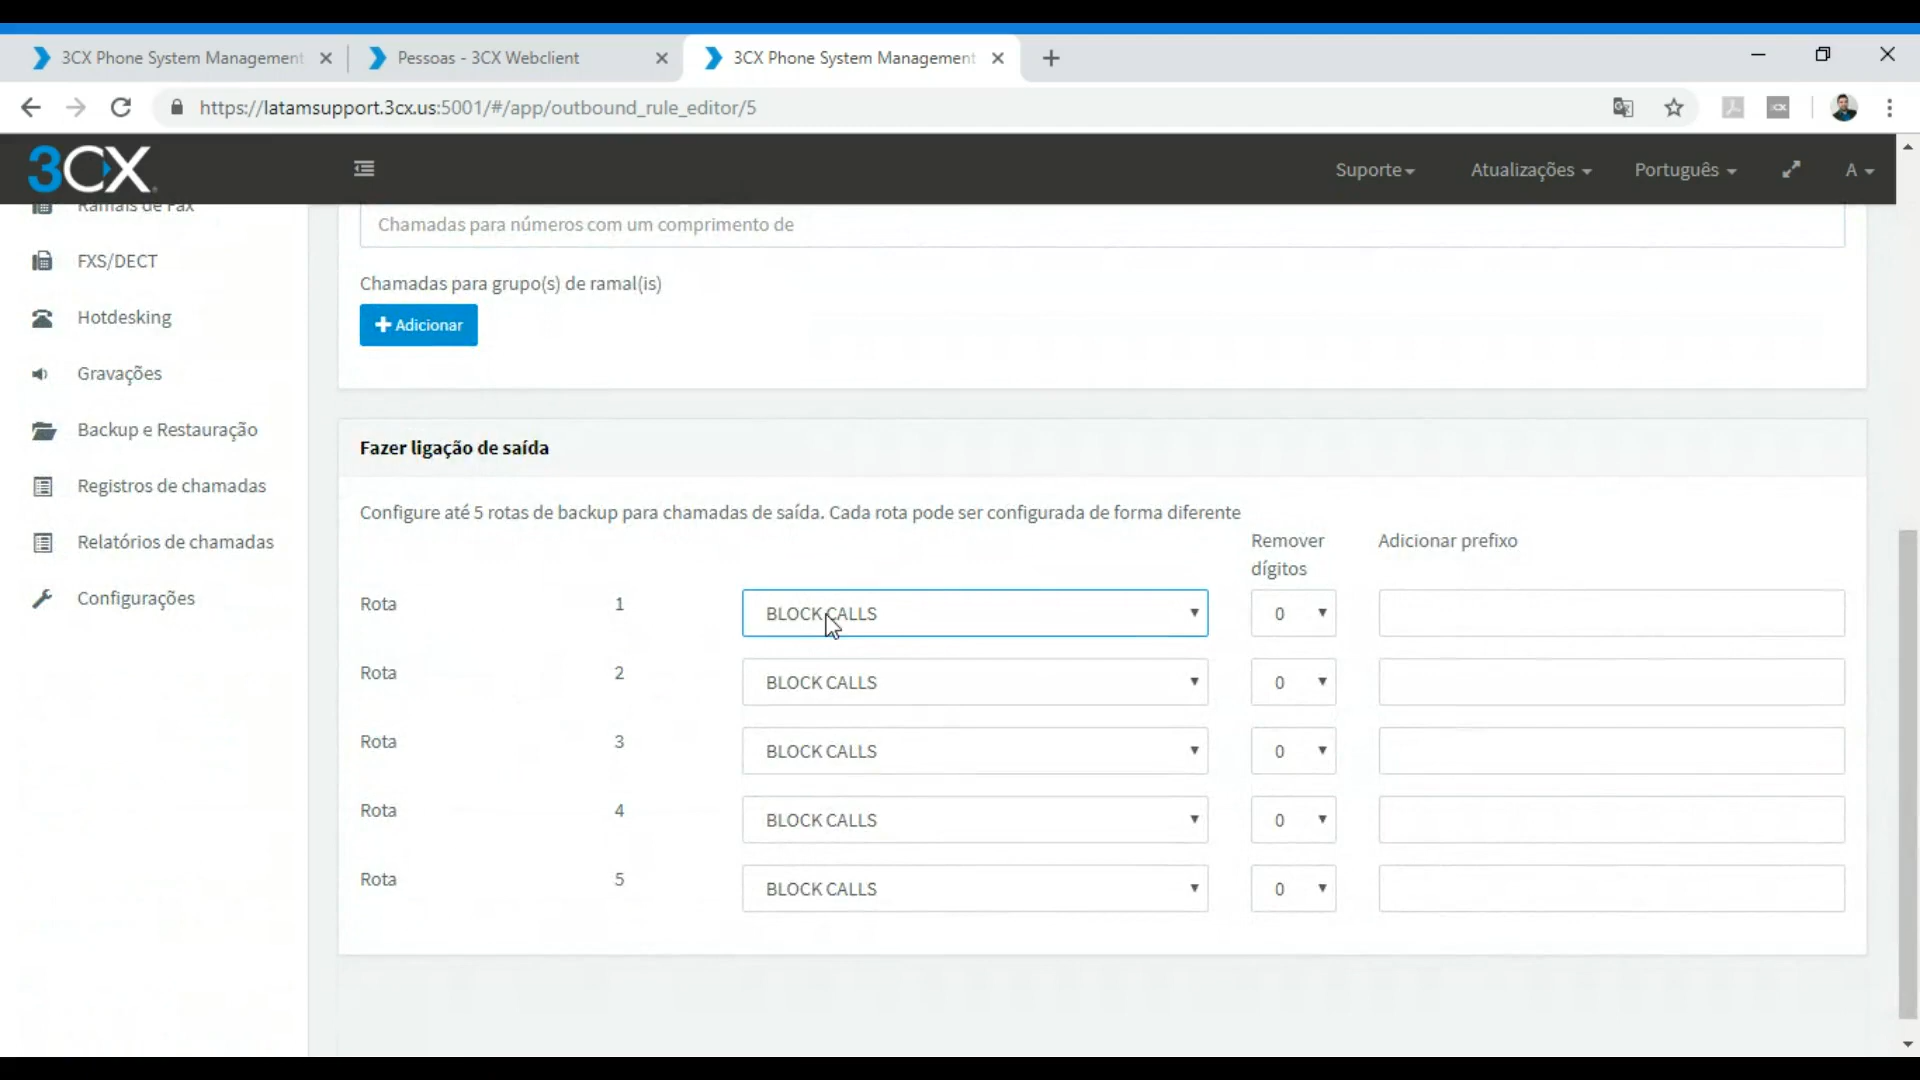 3CX Phone System Management
Pessoas - 3CX Webclient
3CX Phone System Management
https://latamsupport.3cx.us:5001/#/app/outbound_rule_editor/5
3CX
Suporte
Atualizações
Português
A
Ramais de Fax
FXS/DECT
Hotdesking
Gravações
Backup e Restauração
Registros de chamadas
Relatórios de chamadas
Configurações
Chamadas para números com um comprimento de
Chamadas para grupo(s) de ramal(is)
Adicionar
Fazer ligação de saída
Configure até 5 rotas de backup para chamadas de saída. Cada rota pode ser configurada de forma diferente
Remover dígitos
Adicionar prefixo
Rota 1 BLOCK CALLS 0
Rota 2 BLOCK CALLS 0
Rota 3 BLOCK CALLS 0
Rota 4 BLOCK CALLS 0
Rota 5 BLOCK CALLS 0